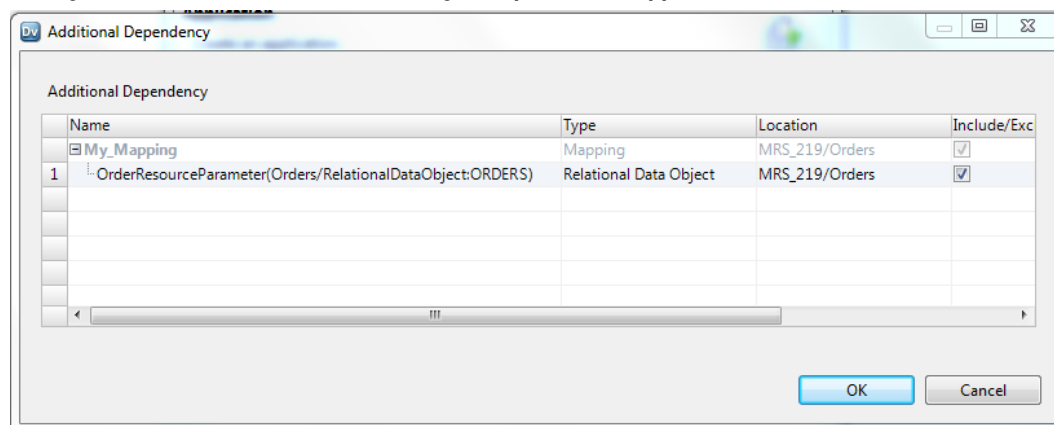 Dv Additional Dependency
Additional Dependency
Name Type Location Include/Exc
My_Mapping Mapping MRS_219/Orders
1 OrderResourceParameter(Orders/RelationalDataObject:ORDERS) Relational Data Object MRS_219/Orders
OK Cancel